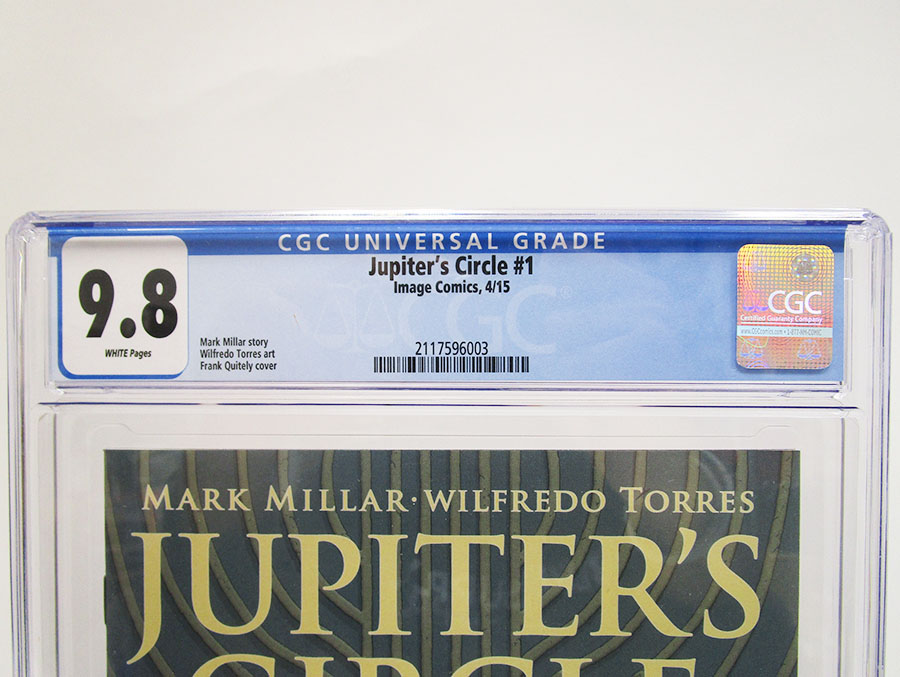 CGC UNIVERSAL GRADE
Jupiter's Circle #1
Image Comics, 4/15
9.8
WHITE Pages
Mark Millar story
Wilfredo Torres art
Frank Quitely cover
2117596003
CGC
Certified Guaranty Company
MARK MILLAR · WILFREDO TORRES
JUPITER'S
CIRCLE